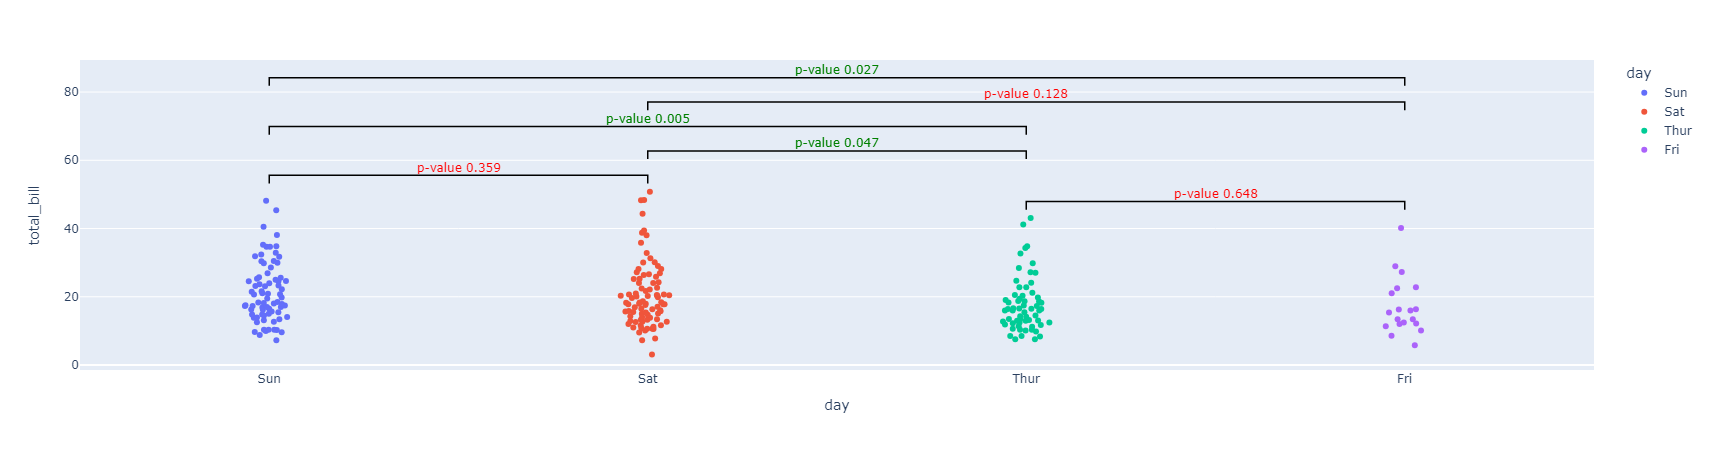 p-value 0.027
p-value 0.128
p-value 0.005
p-value 0.047
p-value 0.359
p-value 0.648
80
60
40
20
0
total_bill
Sun
Sat
Thur
Fri
day
day
Sun
Sat
Thur
Fri